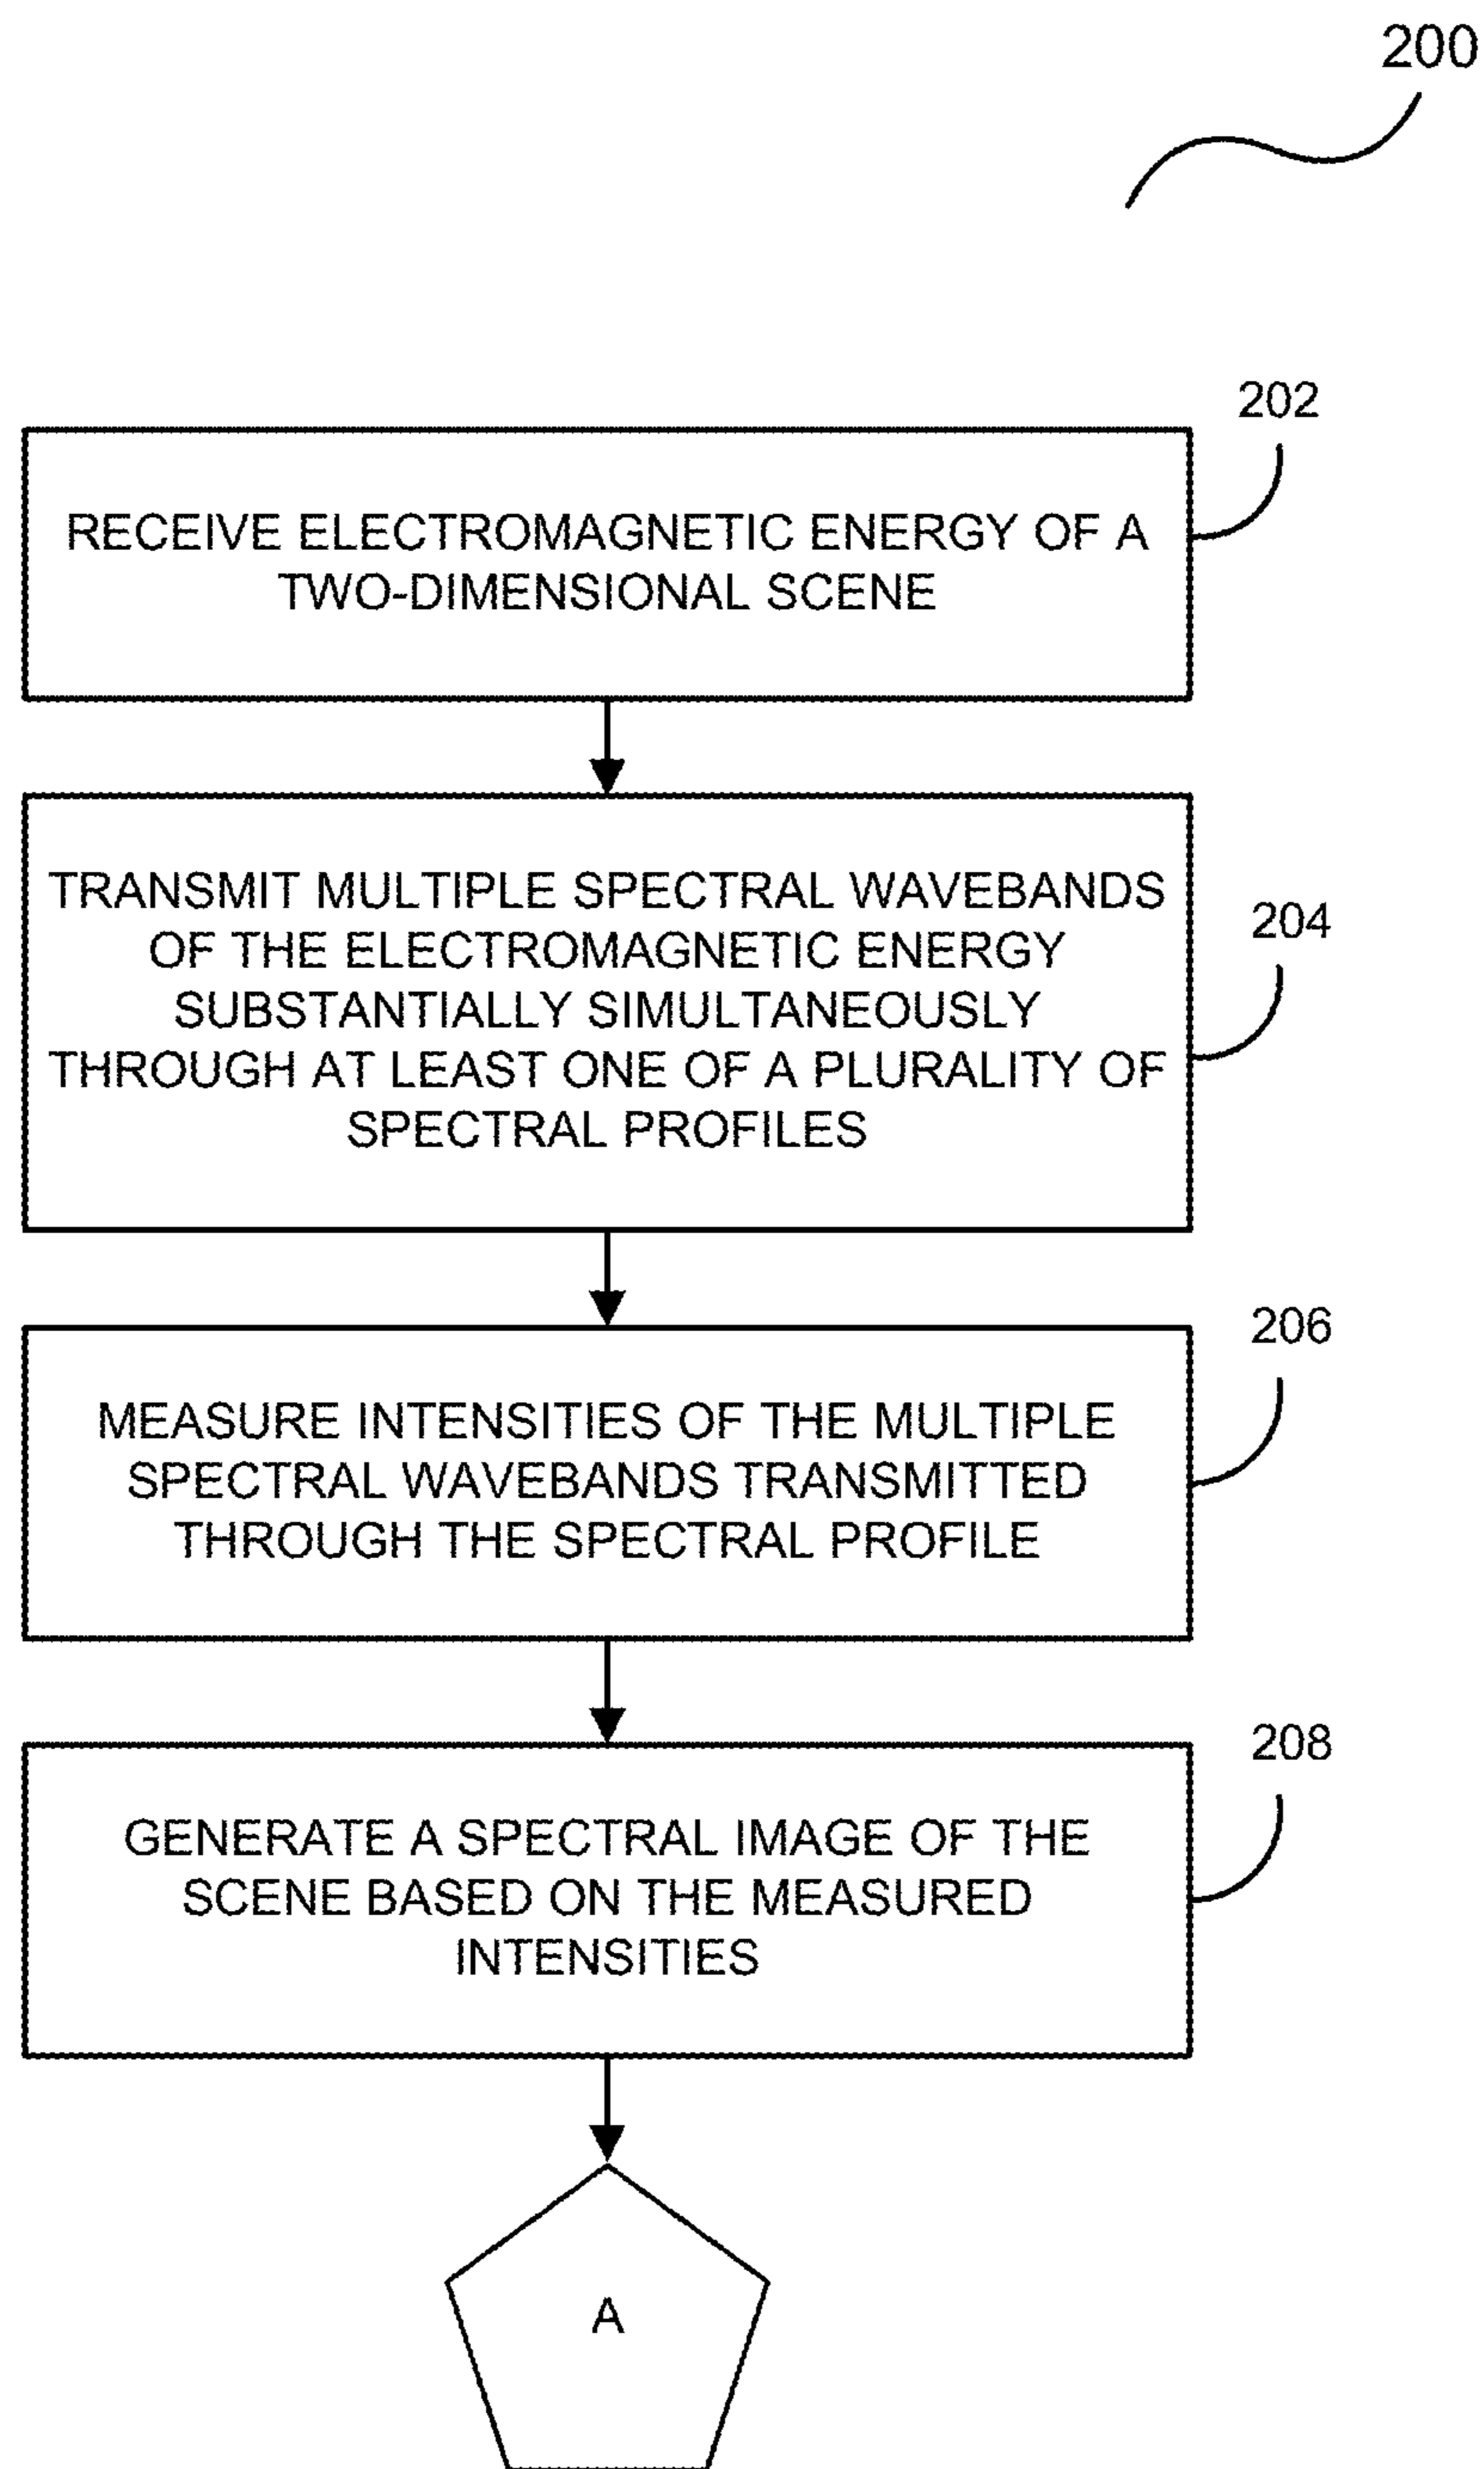 200
202
RECEIVE ELECTROMAGNETIC ENERGY OF A
TWO-DIMENSIONAL SCENE
TRANSMIT MULTIPLE SPECTRAL WAVEBANDS
OF THE ELECTROMAGNETIC ENERGY
SUBSTANTIALLY SIMULTANEOUSLY
THROUGH AT LEAST ONE OF A PLURALITY OF
SPECTRAL PROFILES
204
206
MEASURE INTENSITIES OF THE MULTIPLE
SPECTRAL WAVEBANDS TRANSMITTED
THROUGH THE SPECTRAL PROFILE
208
GENERATE A SPECTRAL IMAGE OF THE
SCENE BASED ON THE MEASURED
INTENSITIES
A